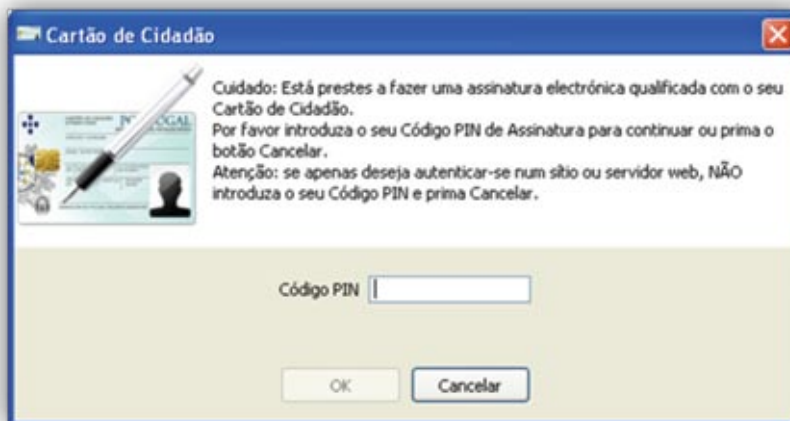 Cartão de Cidadão
Cuidado: Está prestes a fazer uma assinatura electrónica qualificada com o seu
Cartão de Cidadão.
Por favor introduza o seu Código PIN de Assinatura para continuar ou prima o
botão Cancelar.
Atenção: se apenas deseja autenticar-se num sítio ou servidor web, NÃO
introduza o seu Código PIN e prima Cancelar.
Código PIN
OK
Cancelar